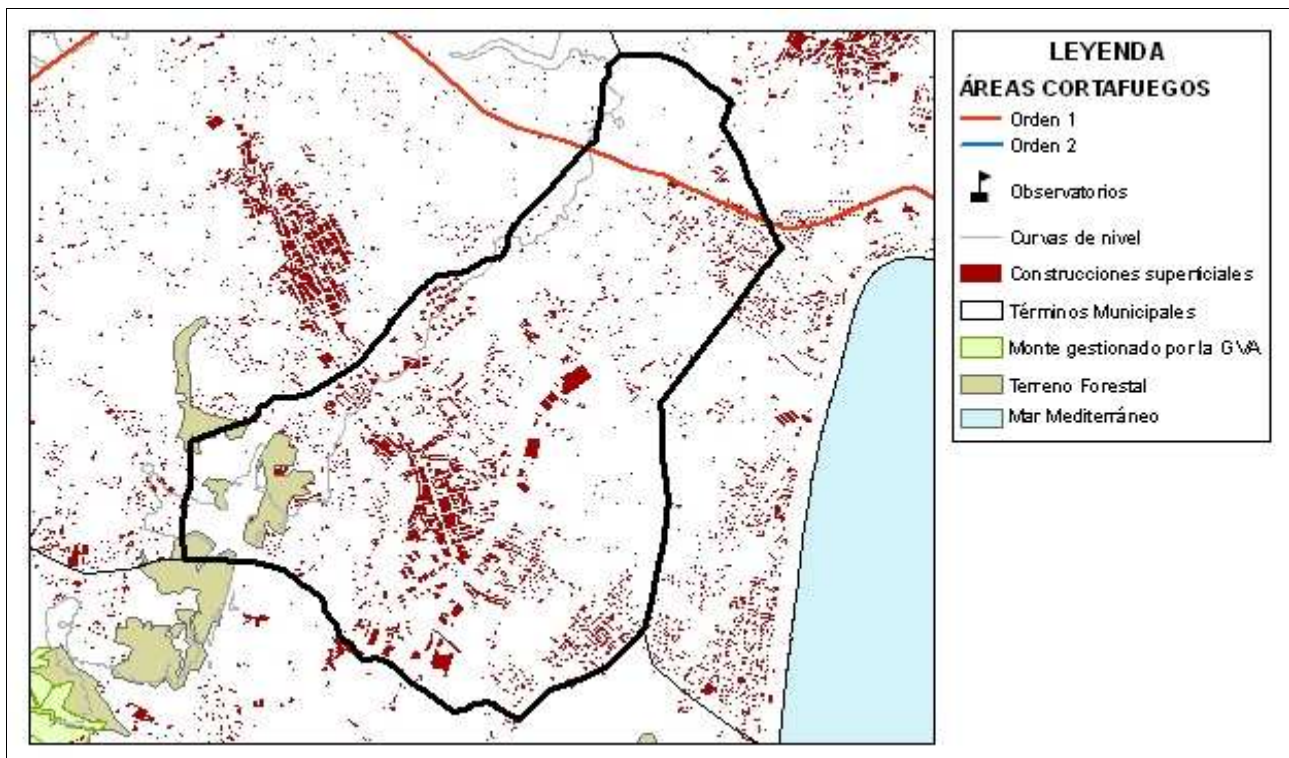 LEYENDA
ÁREAS CORTAFUEGOS
Orden 1
Orden 2
Observatorios
Curvas de nivel
Construcciones superficiales
Términos Municipales
Monte gestionado por la GVA
Terreno Forestal
Mar Mediterráneo